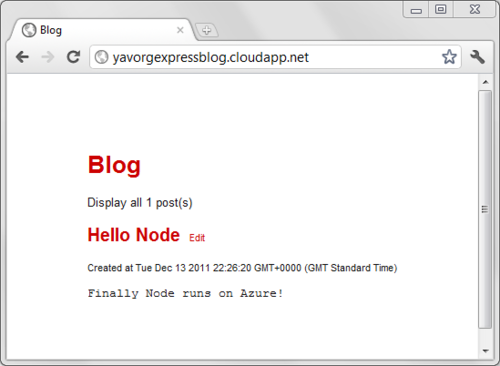 Blog
yavorgexpressblog.cloudapp.net
Blog
Display all 1 post(s)
Hello Node Edit
Created at Tue Dec 13 2011 22:26:20 GMT+0000 (GMT Standard Time)
Finally Node runs on Azure!